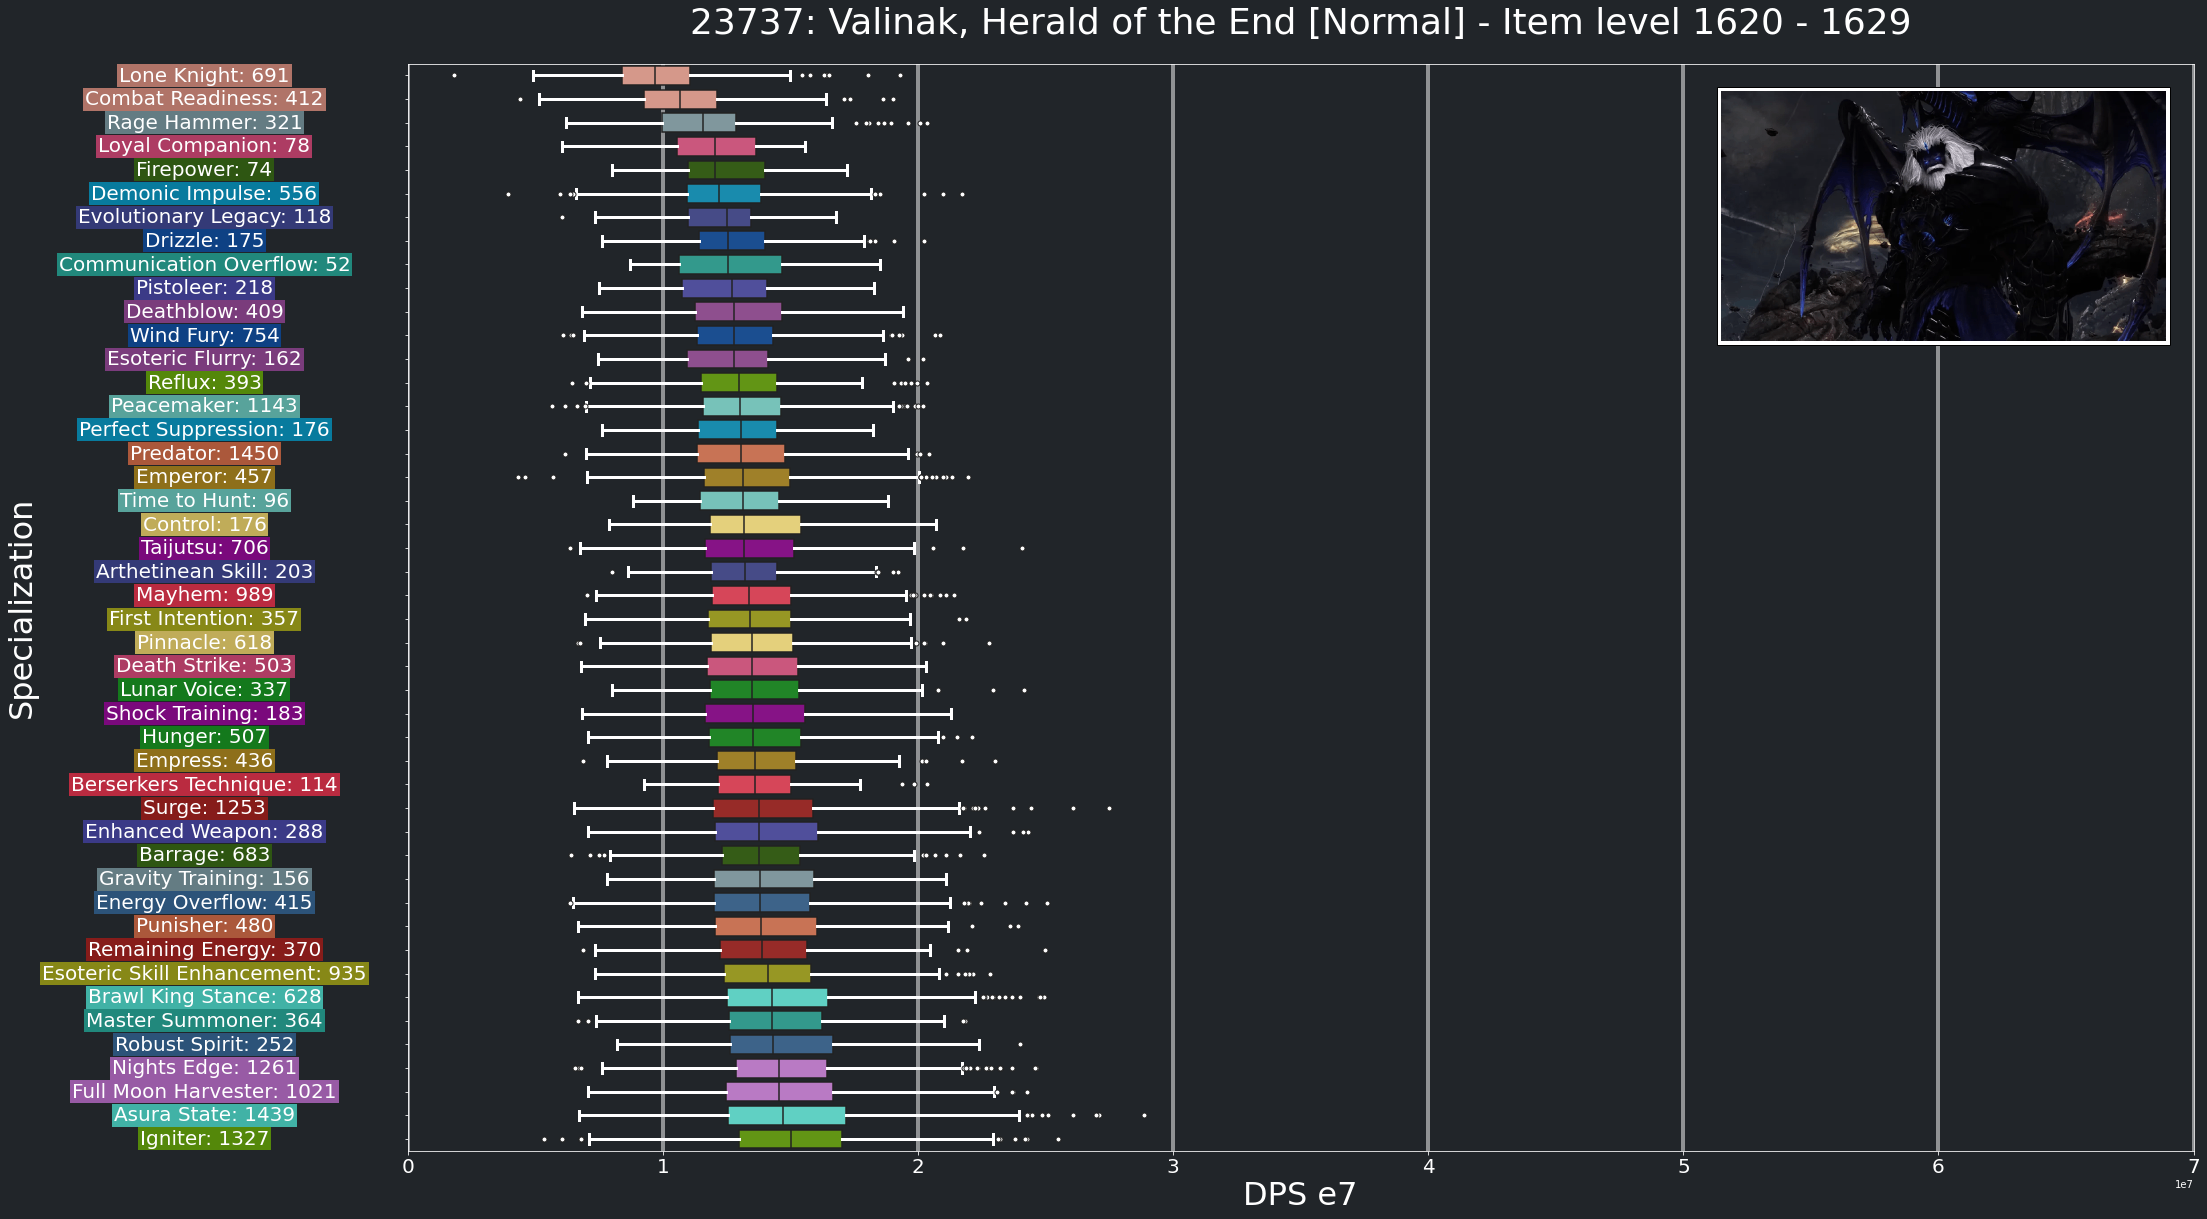 23737: Valinak, Herald of the End [Normal] - Item level 1620 - 1629
Lone Knight: 691
Combat Readiness: 412
Rage Hammer: 321
Loyal Companion: 78
Firepower: 74
Demonic Impulse: 556
Evolutionary Legacy: 118
Drizzle: 175
Communication Overflow: 52
Pistoleer: 218
Deathblow: 409
Wind Fury: 754
Esoteric Flurry: 162
Reflux: 393
Peacemaker: 1143
Perfect Suppression: 176
Predator: 1450
Emperor: 457
Time to Hunt: 96
Control: 176
Taijutsu: 706
Arthetinean Skill: 203
Mayhem: 989
First Intention: 357
Pinnacle: 618
Death Strike: 503
Lunar Voice: 337
Shock Training: 183
Hunger: 507
Empress: 436
Berserkers Technique: 114
Surge: 1253
Enhanced Weapon: 288
Barrage: 683
Gravity Training: 156
Energy Overflow: 415
Punisher: 480
Remaining Energy: 370
Esoteric Skill Enhancement: 935
Brawl King Stance: 628
Master Summoner: 364
Robust Spirit: 252
Nights Edge: 1261
Full Moon Harvester: 1021
Asura State: 1439
Igniter: 1327
Specialization
0 1 2 3 4 5 6 7
1e7
DPS e7